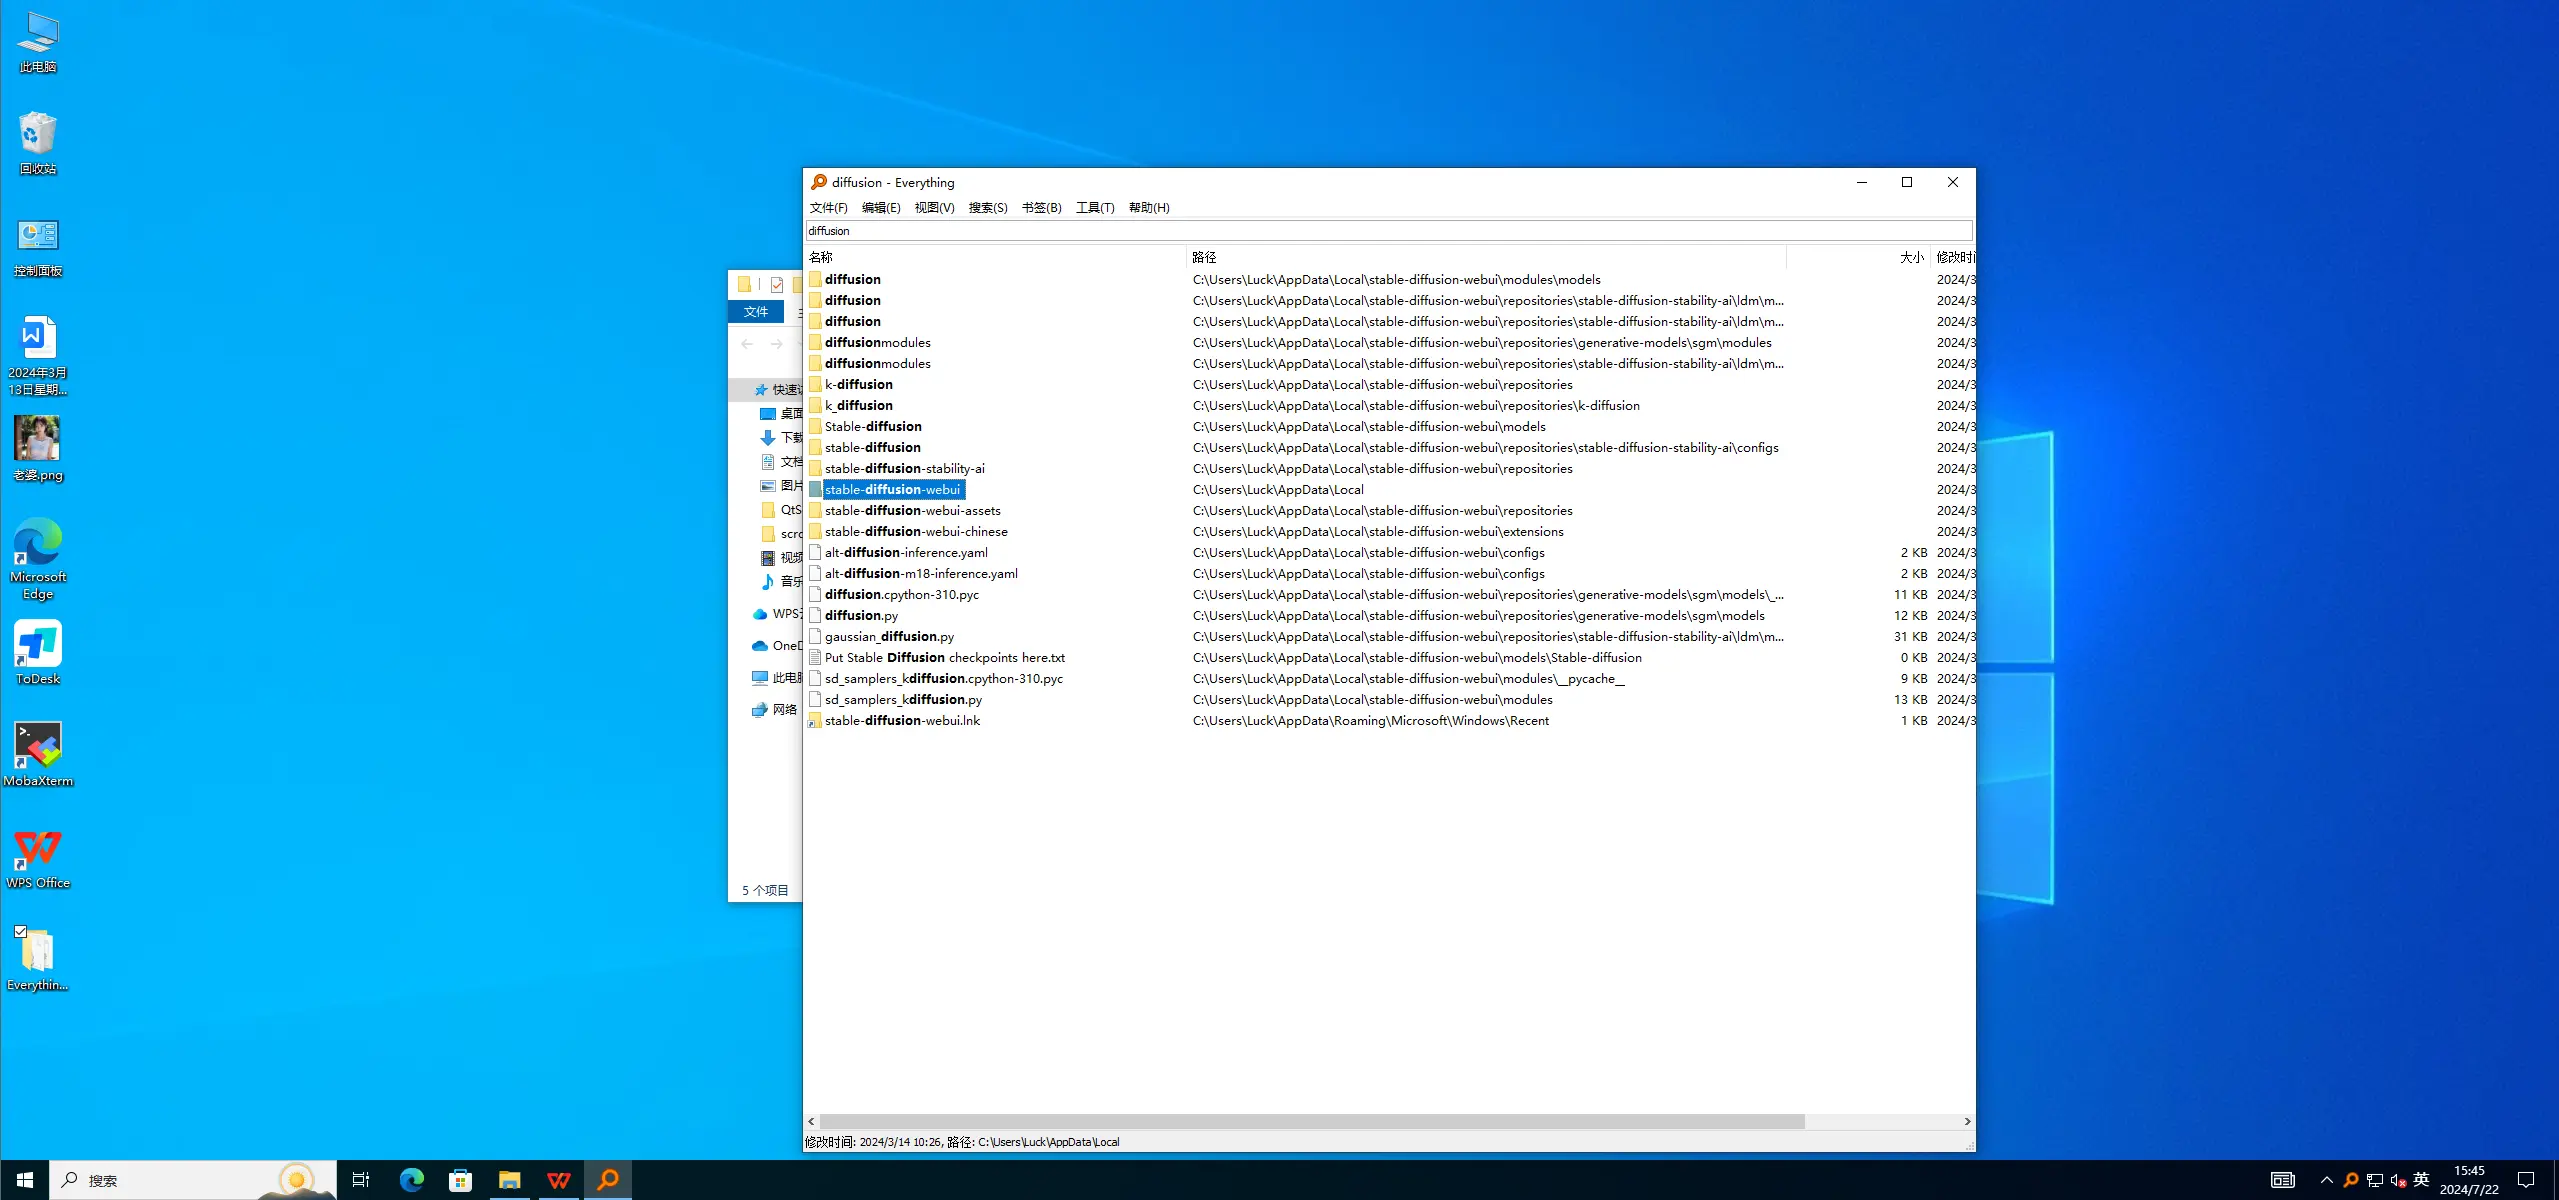 此电脑
回收站
控制面板
2024年3月
13日星期...
老婆.png
Microsoft
Edge
ToDesk
MobaXterm
WPS Office
Everythin...
文件
快速
桌面
下载
文档
图片
QtS
scr
视频
音乐
WPS
OneD
此电脑
网络
5 个项目
diffusion - Everything
文件(F) 编辑(E) 视图(V) 搜索(S) 书签(B) 工具(T) 帮助(H)
diffusion
名称 路径 大小 修改时间
diffusion C:\Users\Luck\AppData\Local\stable-diffusion-webui\modules\models 2024/3
diffusion C:\Users\Luck\AppData\Local\stable-diffusion-webui\repositories\stable-diffusion-stability-ai\ldm\m... 2024/3
diffusion C:\Users\Luck\AppData\Local\stable-diffusion-webui\repositories\stable-diffusion-stability-ai\ldm\m... 2024/3
diffusionmodules C:\Users\Luck\AppData\Local\stable-diffusion-webui\repositories\generative-models\sgm\modules 2024/3
diffusionmodules C:\Users\Luck\AppData\Local\stable-diffusion-webui\repositories\stable-diffusion-stability-ai\ldm\m... 2024/3
k-diffusion C:\Users\Luck\AppData\Local\stable-diffusion-webui\repositories 2024/3
k_diffusion C:\Users\Luck\AppData\Local\stable-diffusion-webui\repositories\k-diffusion 2024/3
Stable-diffusion C:\Users\Luck\AppData\Local\stable-diffusion-webui\models 2024/3
stable-diffusion C:\Users\Luck\AppData\Local\stable-diffusion-webui\repositories\stable-diffusion-stability-ai\configs 2024/3
stable-diffusion-stability-ai C:\Users\Luck\AppData\Local\stable-diffusion-webui\repositories 2024/3
stable-diffusion-webui C:\Users\Luck\AppData\Local 2024/3
stable-diffusion-webui-assets C:\Users\Luck\AppData\Local\stable-diffusion-webui\repositories 2024/3
stable-diffusion-webui-chinese C:\Users\Luck\AppData\Local\stable-diffusion-webui\extensions 2024/3
alt-diffusion-inference.yaml C:\Users\Luck\AppData\Local\stable-diffusion-webui\configs 2 KB 2024/3
alt-diffusion-m18-inference.yaml C:\Users\Luck\AppData\Local\stable-diffusion-webui\configs 2 KB 2024/3
diffusion.cpython-310.pyc C:\Users\Luck\AppData\Local\stable-diffusion-webui\repositories\generative-models\sgm\models\_... 11 KB 2024/3
diffusion.py C:\Users\Luck\AppData\Local\stable-diffusion-webui\repositories\generative-models\sgm\models 12 KB 2024/3
gaussian_diffusion.py C:\Users\Luck\AppData\Local\stable-diffusion-webui\repositories\stable-diffusion-stability-ai\ldm\m... 31 KB 2024/3
Put Stable Diffusion checkpoints here.txt C:\Users\Luck\AppData\Local\stable-diffusion-webui\models\Stable-diffusion 0 KB 2024/3
sd_samplers_kdiffusion.cpython-310.pyc C:\Users\Luck\AppData\Local\stable-diffusion-webui\modules\__pycache__ 9 KB 2024/3
sd_samplers_kdiffusion.py C:\Users\Luck\AppData\Local\stable-diffusion-webui\modules 13 KB 2024/3
stable-diffusion-webui.lnk C:\Users\Luck\AppData\Roaming\Microsoft\Windows\Recent 1 KB 2024/3
修改时间: 2024/3/14 10:26, 路径: C:\Users\Luck\AppData\Local
搜索
英
15:45
2024/7/22